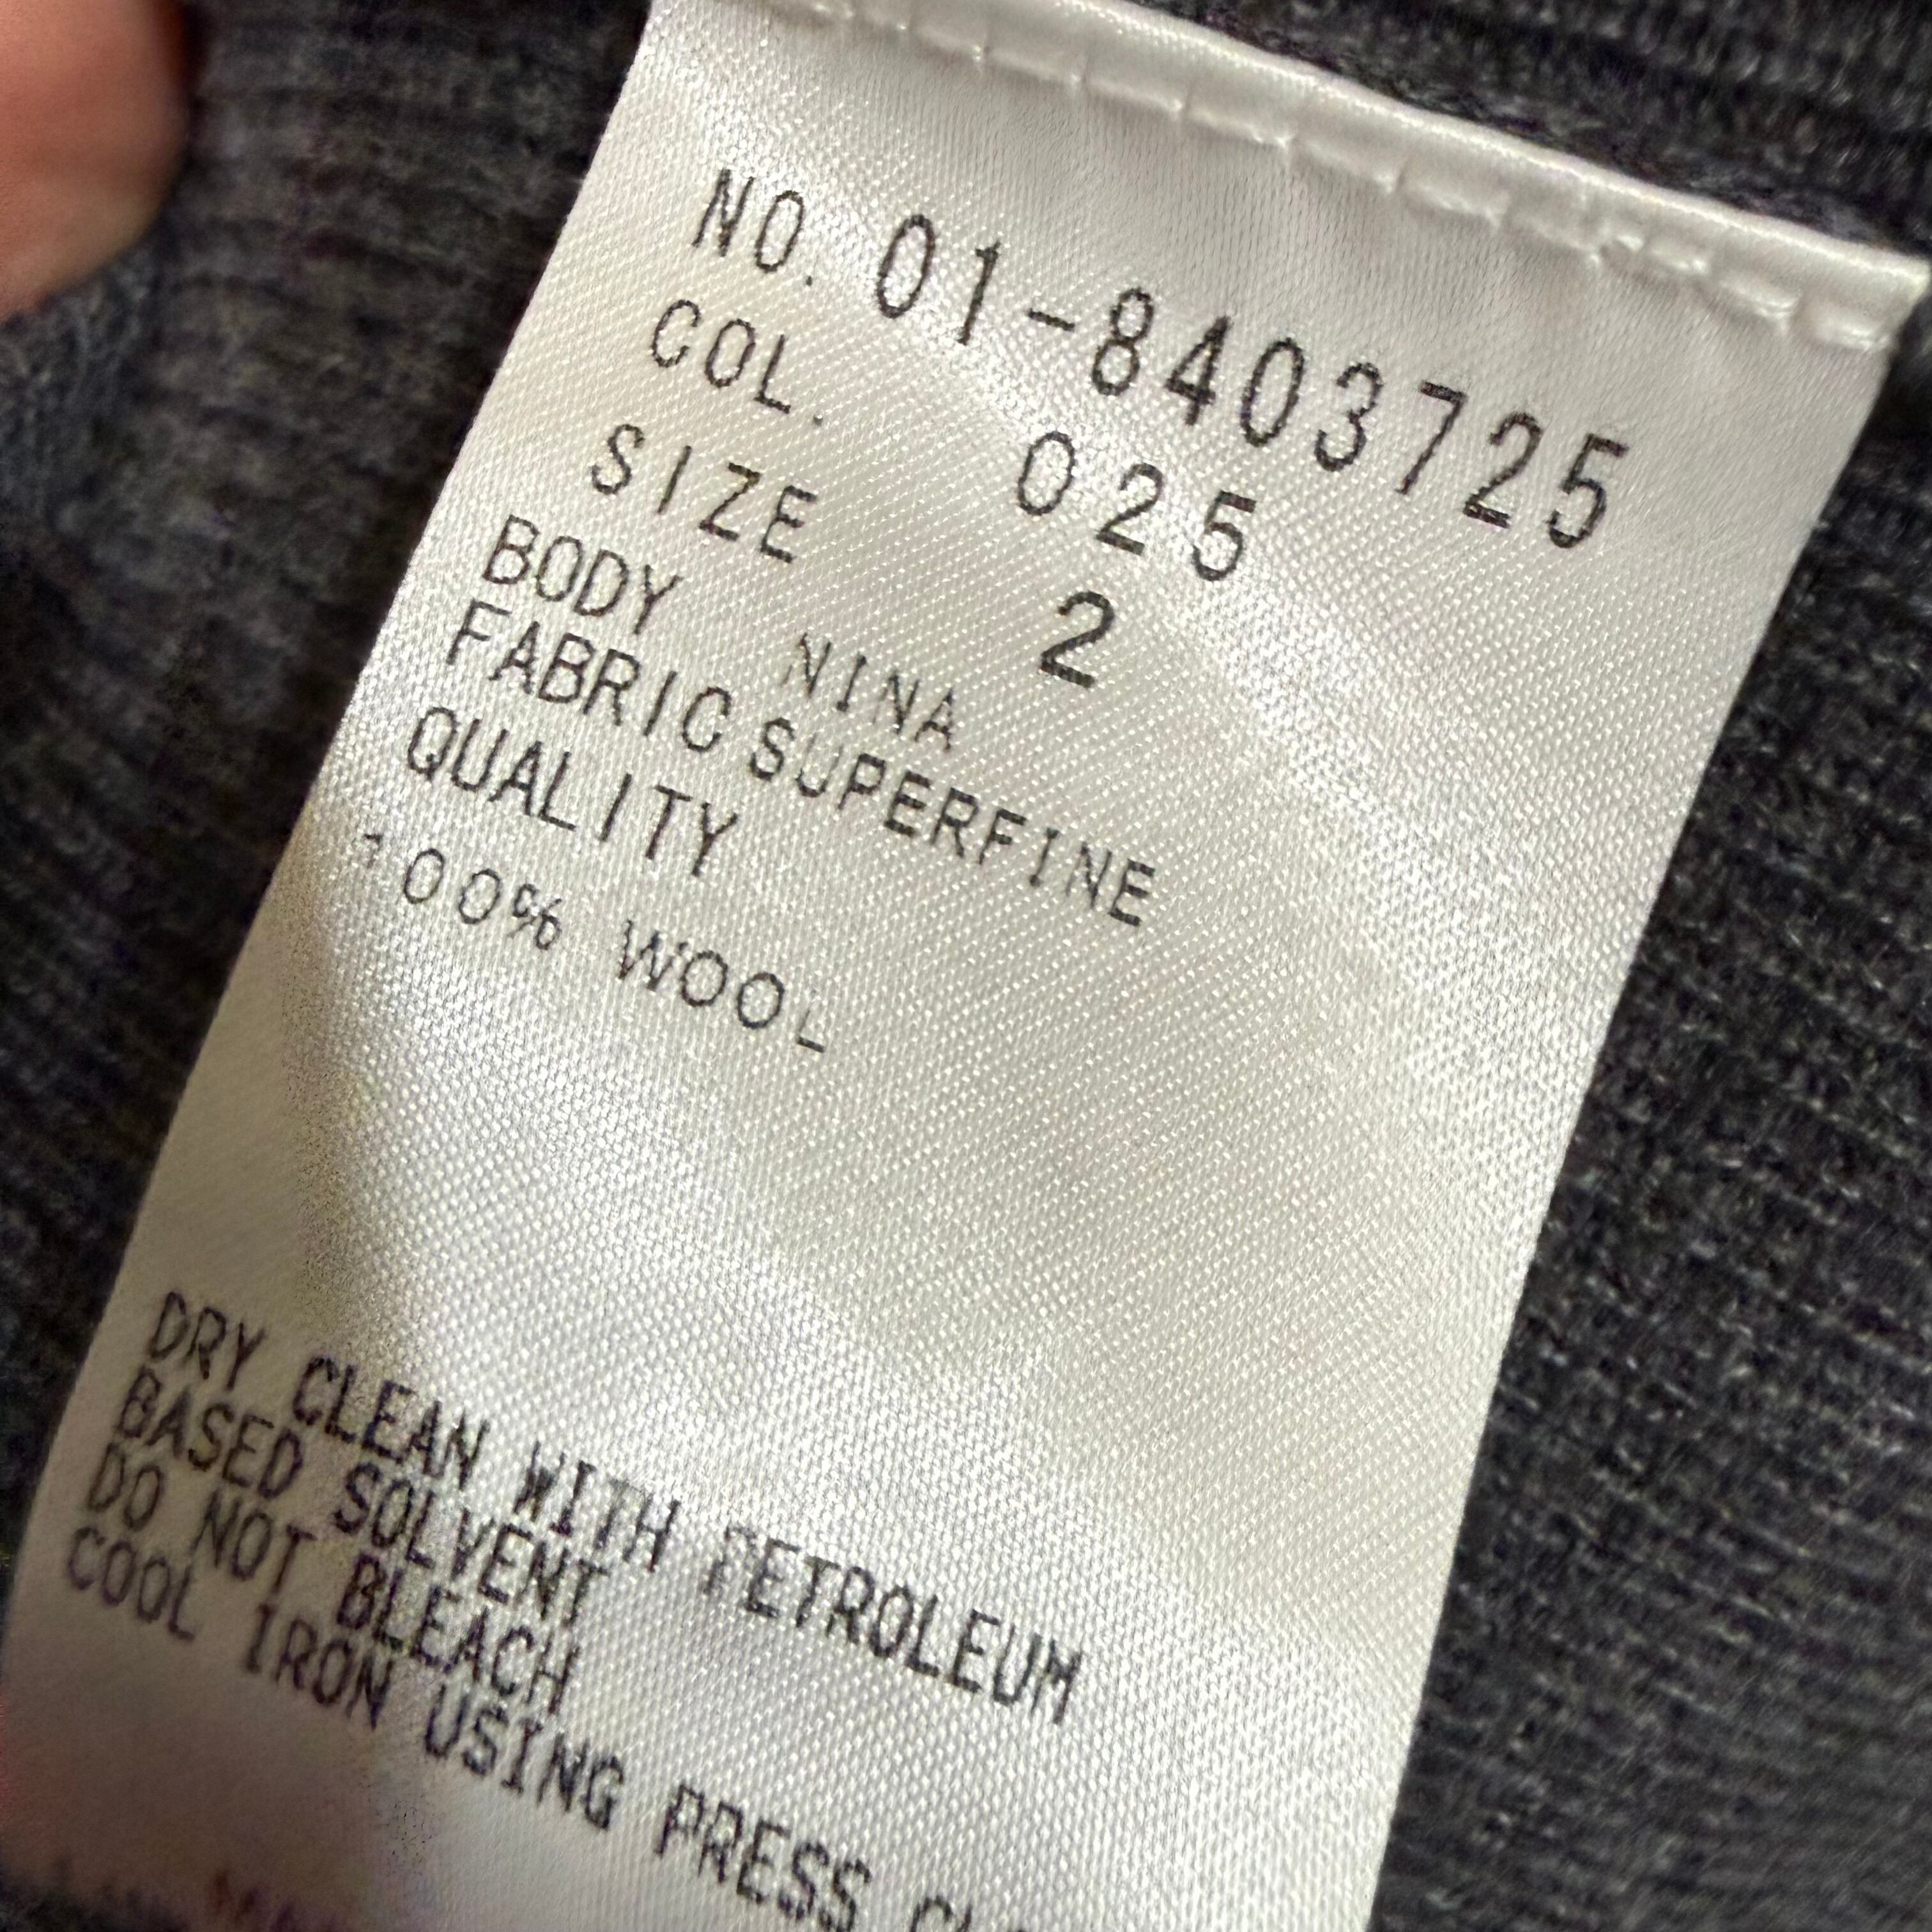 NO. 01-8403725
COL. 025
SIZE 2
BODY NINA
FABRIC SUPERFINE
QUALITY
100% WOOL
DRY CLEAN WITH PETROLEUM
BASED SOLVENT
DO NOT BLEACH
COOL IRON USING PRESS